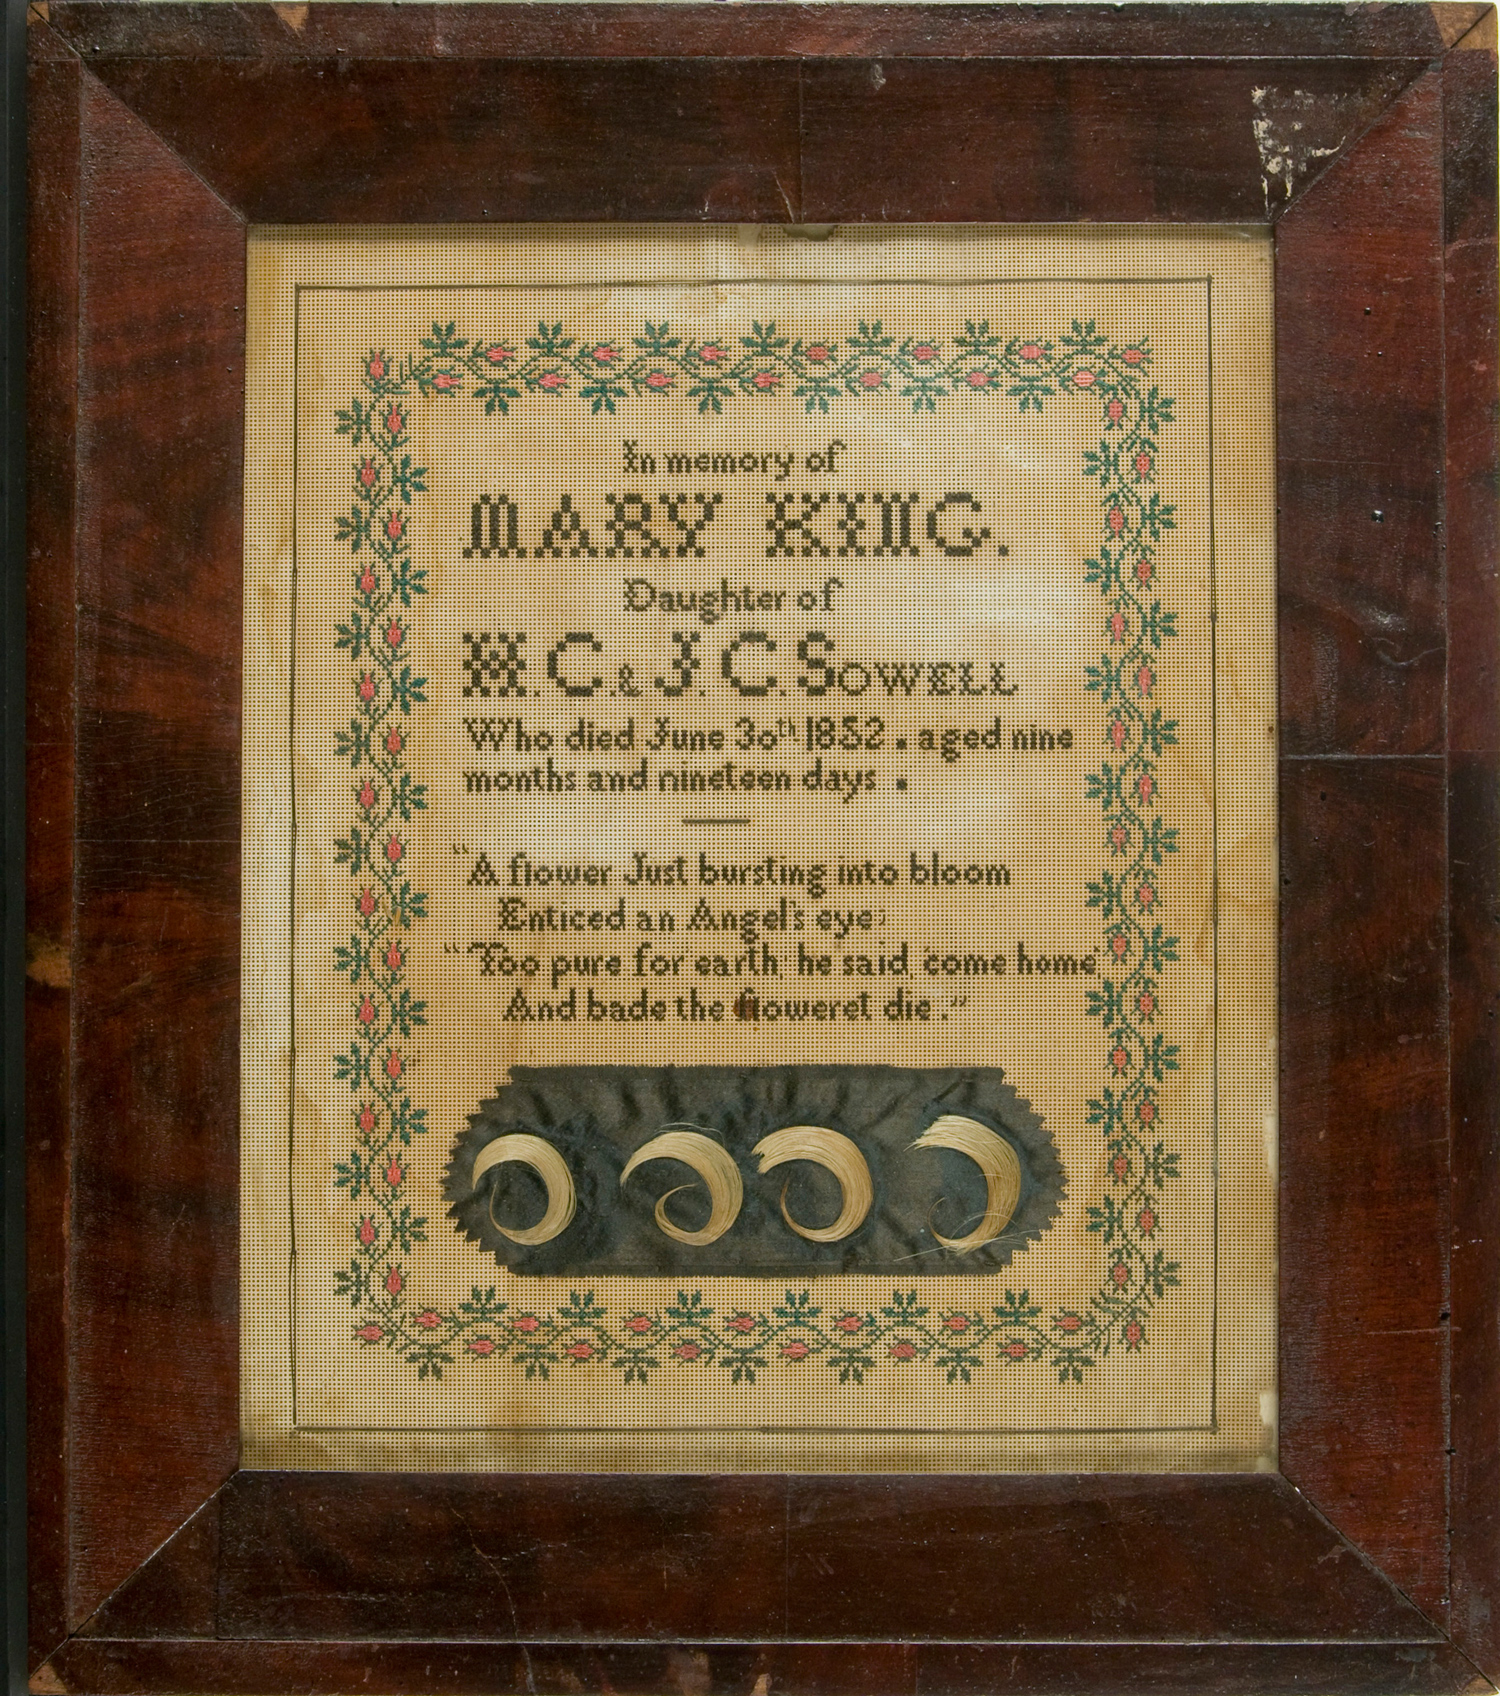 In memory of
MARY KING.
Daughter of
M. C. & J. C. SOWELL
Who died June 30th 1852. aged nine
months and nineteen days.
"A flower Just bursting into bloom
Enticed an Angel's eye;
"Too pure for earth,' he said, 'come home,'
And bade the floweret die."